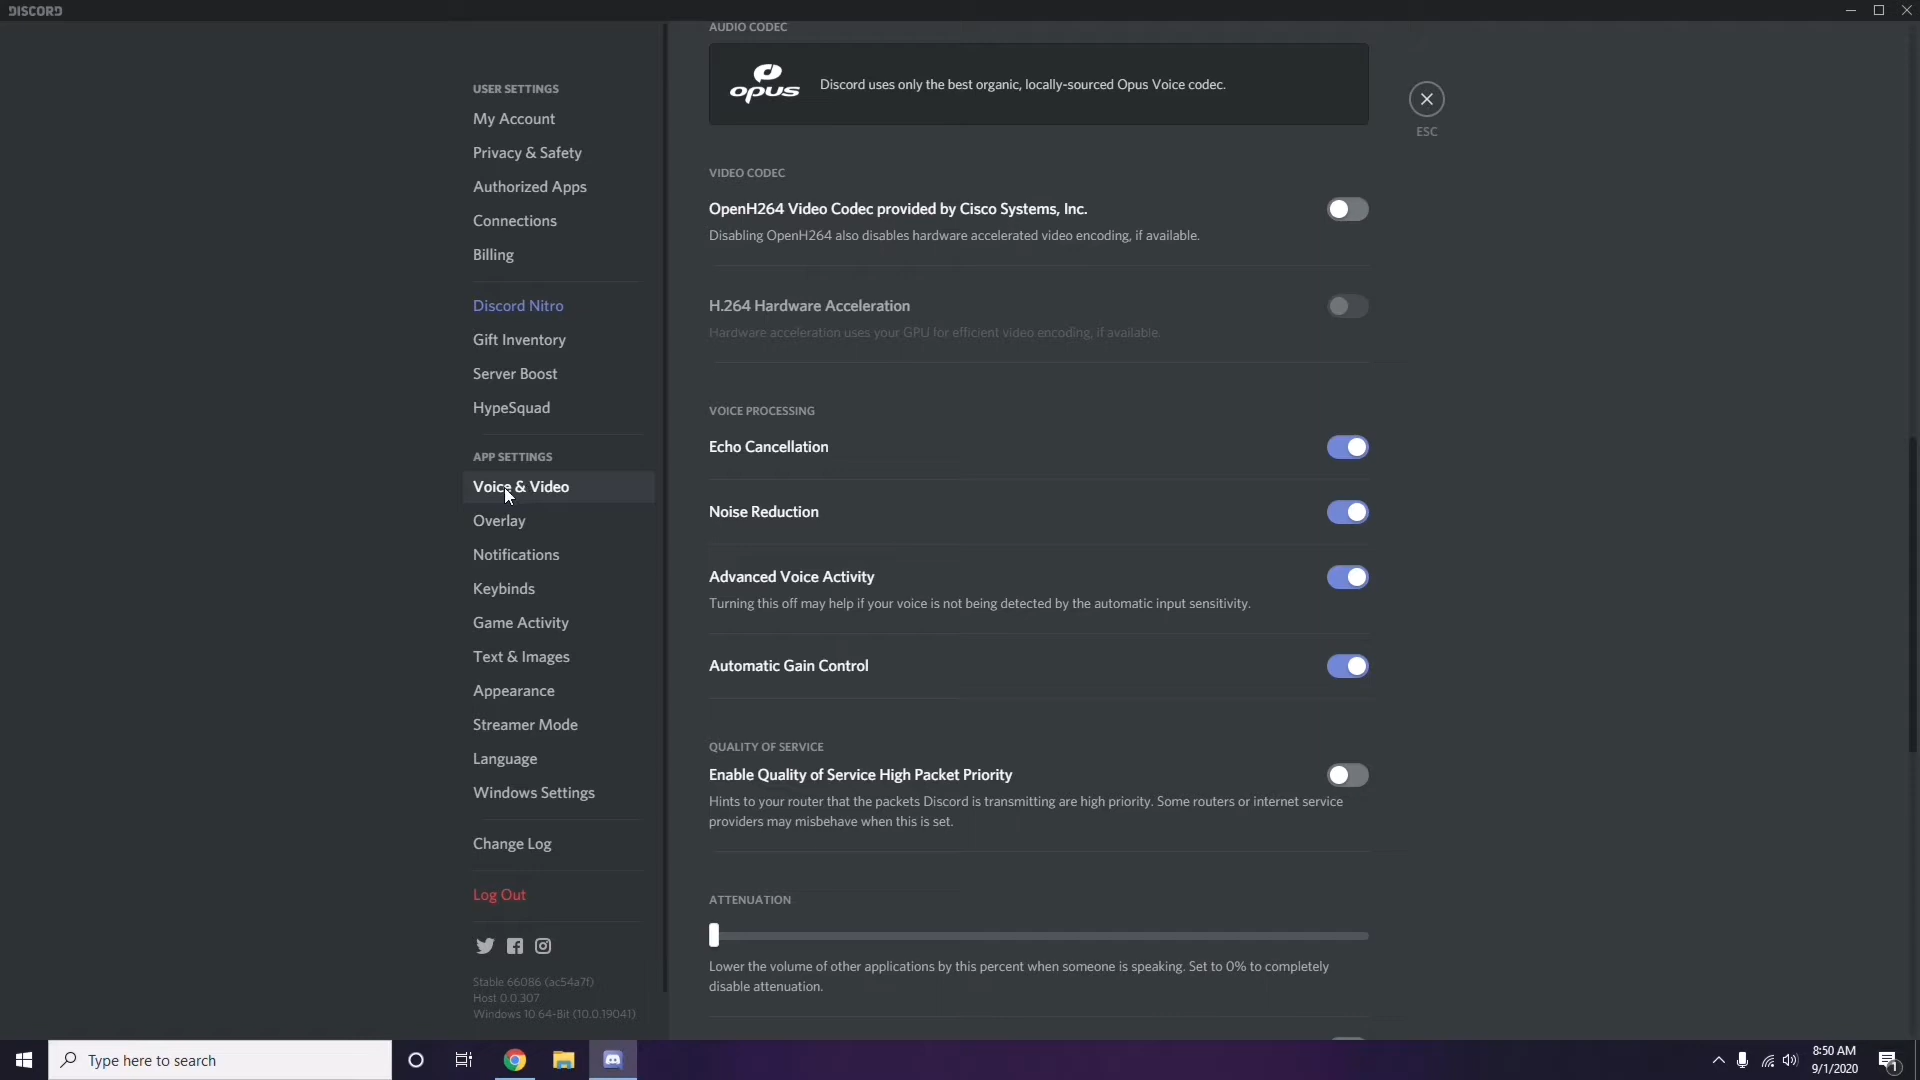 DISCORD
USER SETTINGS
My Account
Privacy & Safety
Authorized Apps
Connections
Billing
Discord Nitro
Gift Inventory
Server Boost
HypeSquad
APP SETTINGS
Voice & Video
Overlay
Notifications
Keybinds
Game Activity
Text & Images
Appearance
Streamer Mode
Language
Windows Settings
Change Log
Log Out
Stable 66086 (ac54a7f)
Host 0.0.307
Windows 10 64-Bit (10.0.19041)
AUDIO CODEC
opus
Discord uses only the best organic, locally-sourced Opus Voice codec.
ESC
VIDEO CODEC
OpenH264 Video Codec provided by Cisco Systems, Inc.
Disabling OpenH264 also disables hardware accelerated video encoding, if available.
H.264 Hardware Acceleration
Hardware acceleration uses your GPU for efficient video encoding, if available.
VOICE PROCESSING
Echo Cancellation
Noise Reduction
Advanced Voice Activity
Turning this off may help if your voice is not being detected by the automatic input sensitivity.
Automatic Gain Control
QUALITY OF SERVICE
Enable Quality of Service High Packet Priority
Hints to your router that the packets Discord is transmitting are high priority. Some routers or internet service
providers may misbehave when this is set.
ATTENUATION
Lower the volume of other applications by this percent when someone is speaking. Set to 0% to completely
disable attenuation.
Type here to search
8:50 AM
9/1/2020
1